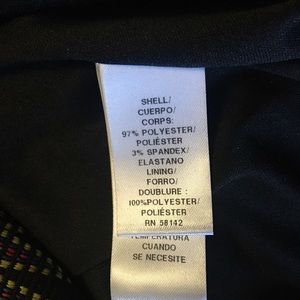 SHELL/
CUERPO/
CORPS:
97% POLYESTER/
POLIÉSTER
3% SPANDEX/
ELASTANO
LINING/
FORRO/
DOUBLURE :
100%POLYESTER/
POLIÉSTER
RN 58142
TEMPERATURA
CUANDO
SE NECESITE